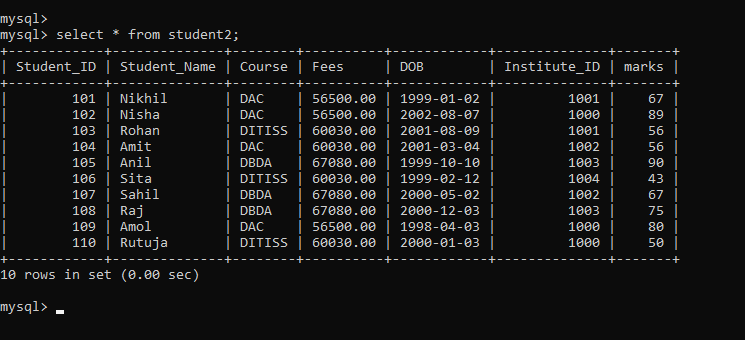 mysql>
mysql> select * from student2;
+------------+--------------+--------+----------+------------+--------------+-------+
| Student_ID | Student_Name | Course | Fees     | DOB        | Institute_ID | marks |
+------------+--------------+--------+----------+------------+--------------+-------+
|        101 | Nikhil       | DAC    | 56500.00 | 1999-01-02 |         1001 |    67 |
|        102 | Nisha        | DAC    | 56500.00 | 2002-08-07 |         1000 |    89 |
|        103 | Rohan        | DITISS | 60030.00 | 2001-08-09 |         1001 |    56 |
|        104 | Amit         | DAC    | 60030.00 | 2001-03-04 |         1002 |    56 |
|        105 | Anil         | DBDA   | 67080.00 | 1999-10-10 |         1003 |    90 |
|        106 | Sita         | DITISS | 60030.00 | 1999-02-12 |         1004 |    43 |
|        107 | Sahil        | DBDA   | 67080.00 | 2000-05-02 |         1002 |    67 |
|        108 | Raj          | DBDA   | 67080.00 | 2000-12-03 |         1003 |    75 |
|        109 | Amol         | DAC    | 56500.00 | 1998-04-03 |         1000 |    80 |
|        110 | Rutuja       | DITISS | 60030.00 | 2000-01-03 |         1000 |    50 |
+------------+--------------+--------+----------+------------+--------------+-------+
10 rows in set (0.00 sec)
mysql>